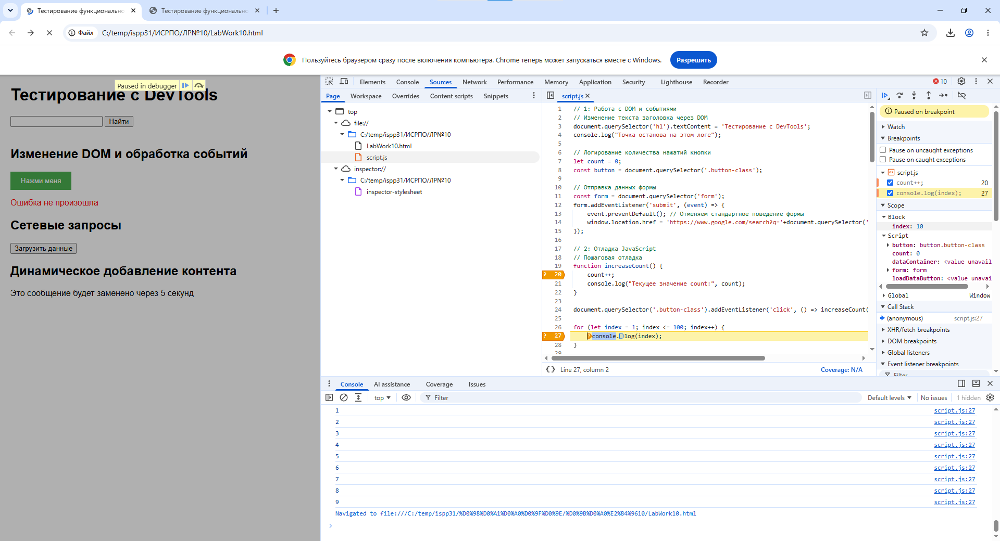 Тестирование функциональнo
Тестирование функциональнo
Файл C:/temp/ispp31/ИСРПО/ЛР№10/LabWork10.html
Пользуйтесь браузером сразу после включения компьютера. Chrome теперь может запускаться вместе с Windows. Разрешить
Paused in debugger
Тестирование с DevTools
Найти
Изменение DOM и обработка событий
Нажми меня
Ошибка не произошла
Сетевые запросы
Загрузить данные
Динамическое добавление контента
Это сообщение будет заменено через 5 секунд
Elements Console Sources Network Performance Memory Application Security Lighthouse Recorder 10
Page Workspace Overrides Content scripts Snippets
top
file://
C:/temp/ispp31/ИСРПО/ЛР№10
LabWork10.html
script.js
inspector://
C:/temp/ispp31/ИСРПО/ЛР№10
inspector-stylesheet
script.js
1 // 1: Работа с DOM и событиями
2 // Изменение текста заголовка через DOM
3 document.querySelector('h1').textContent = 'Тестирование с DevTools';
4 console.log("Точка останова на этом логе");
5
6 // Логирование количества нажатий кнопки
7 let count = 0;
8 const button = document.querySelector('.button-class');
9
10 // Отправка данных формы
11 const form = document.querySelector('form');
12 form.addEventListener('submit', (event) => {
13 event.preventDefault(); // Отменяем стандартное поведение формы
14 window.location.href = 'https://www.google.com/search?q='+document.querySelector('
15 });
16
17 // 2: Отладка JavaScript
18 // Пошаговая отладка
19 function increaseCount() {
? 20 count++;
21 console.log("Текущее значение count:", count);
22 }
23
24 document.querySelector('.button-class').addEventListener('click', () => increaseCount(
25
26 for (let index = 1; index <= 100; index++) {
? 27 console.log(index);
28 }
29
{} Line 27, column 2 Coverage: N/A
Paused on breakpoint
Watch
Breakpoints
Pause on uncaught exceptions
Pause on caught exceptions
script.js
count++; 20
console.log(index); 27
Scope
Block
index: 10
Script
button: button.button-class
count: 0
dataContainer: <value unavail
form: form
loadDataButton: <value unavai
Global Window
Call Stack
(anonymous) script.js:27
XHR/fetch breakpoints
DOM breakpoints
Global listeners
Event listener breakpoints
Filter
Console AI assistance Coverage Issues
top Filter Default levels No issues 1 hidden
1 script.js:27
2 script.js:27
3 script.js:27
4 script.js:27
5 script.js:27
6 script.js:27
7 script.js:27
8 script.js:27
9 script.js:27
Navigated to file:///C:/temp/ispp31/%D0%98%D0%A1%D0%A0%D0%9F%D0%9E/%D0%9B%D0%A0%E2%84%9610/LabWork10.html